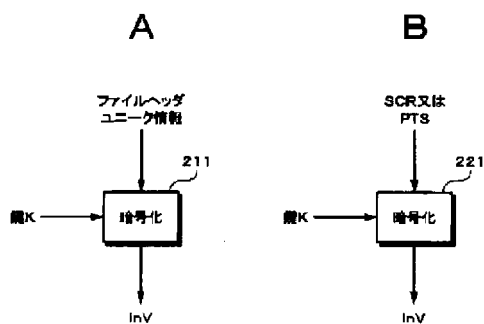 A
B
ファイルヘッダ
ユニーク情報
SCR又は
PTS
211
221
鍵K
暗号化
鍵K
暗号化
InV
InV